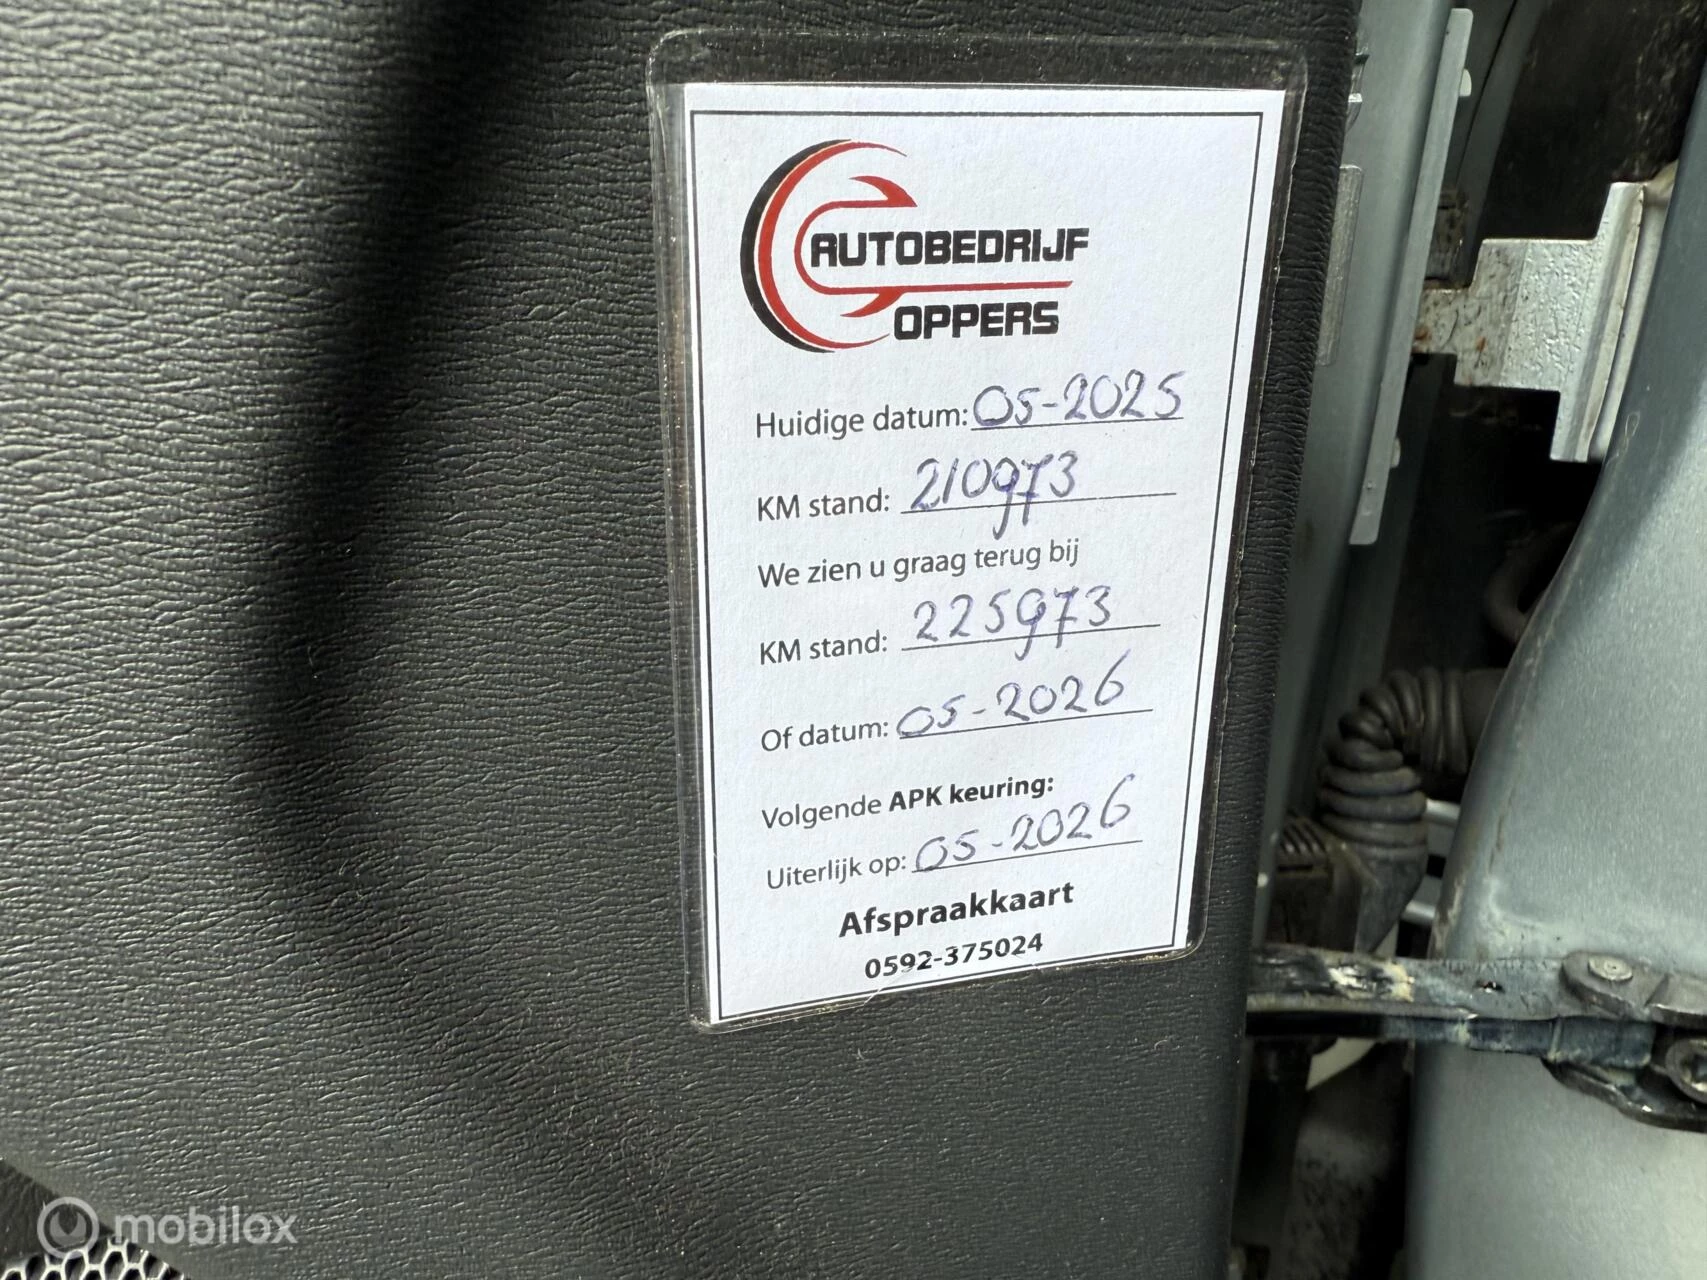 AUTOBEDRIJF
OPPERS
Huidige datum: 05-2025
KM stand: 210973
We zien u graag terug bij
KM stand: 225973
Of datum: 05-2026
Volgende APK keuring:
Uiterlijk op: 05-2026
Afspraakkaart
0592-375024
mobilox